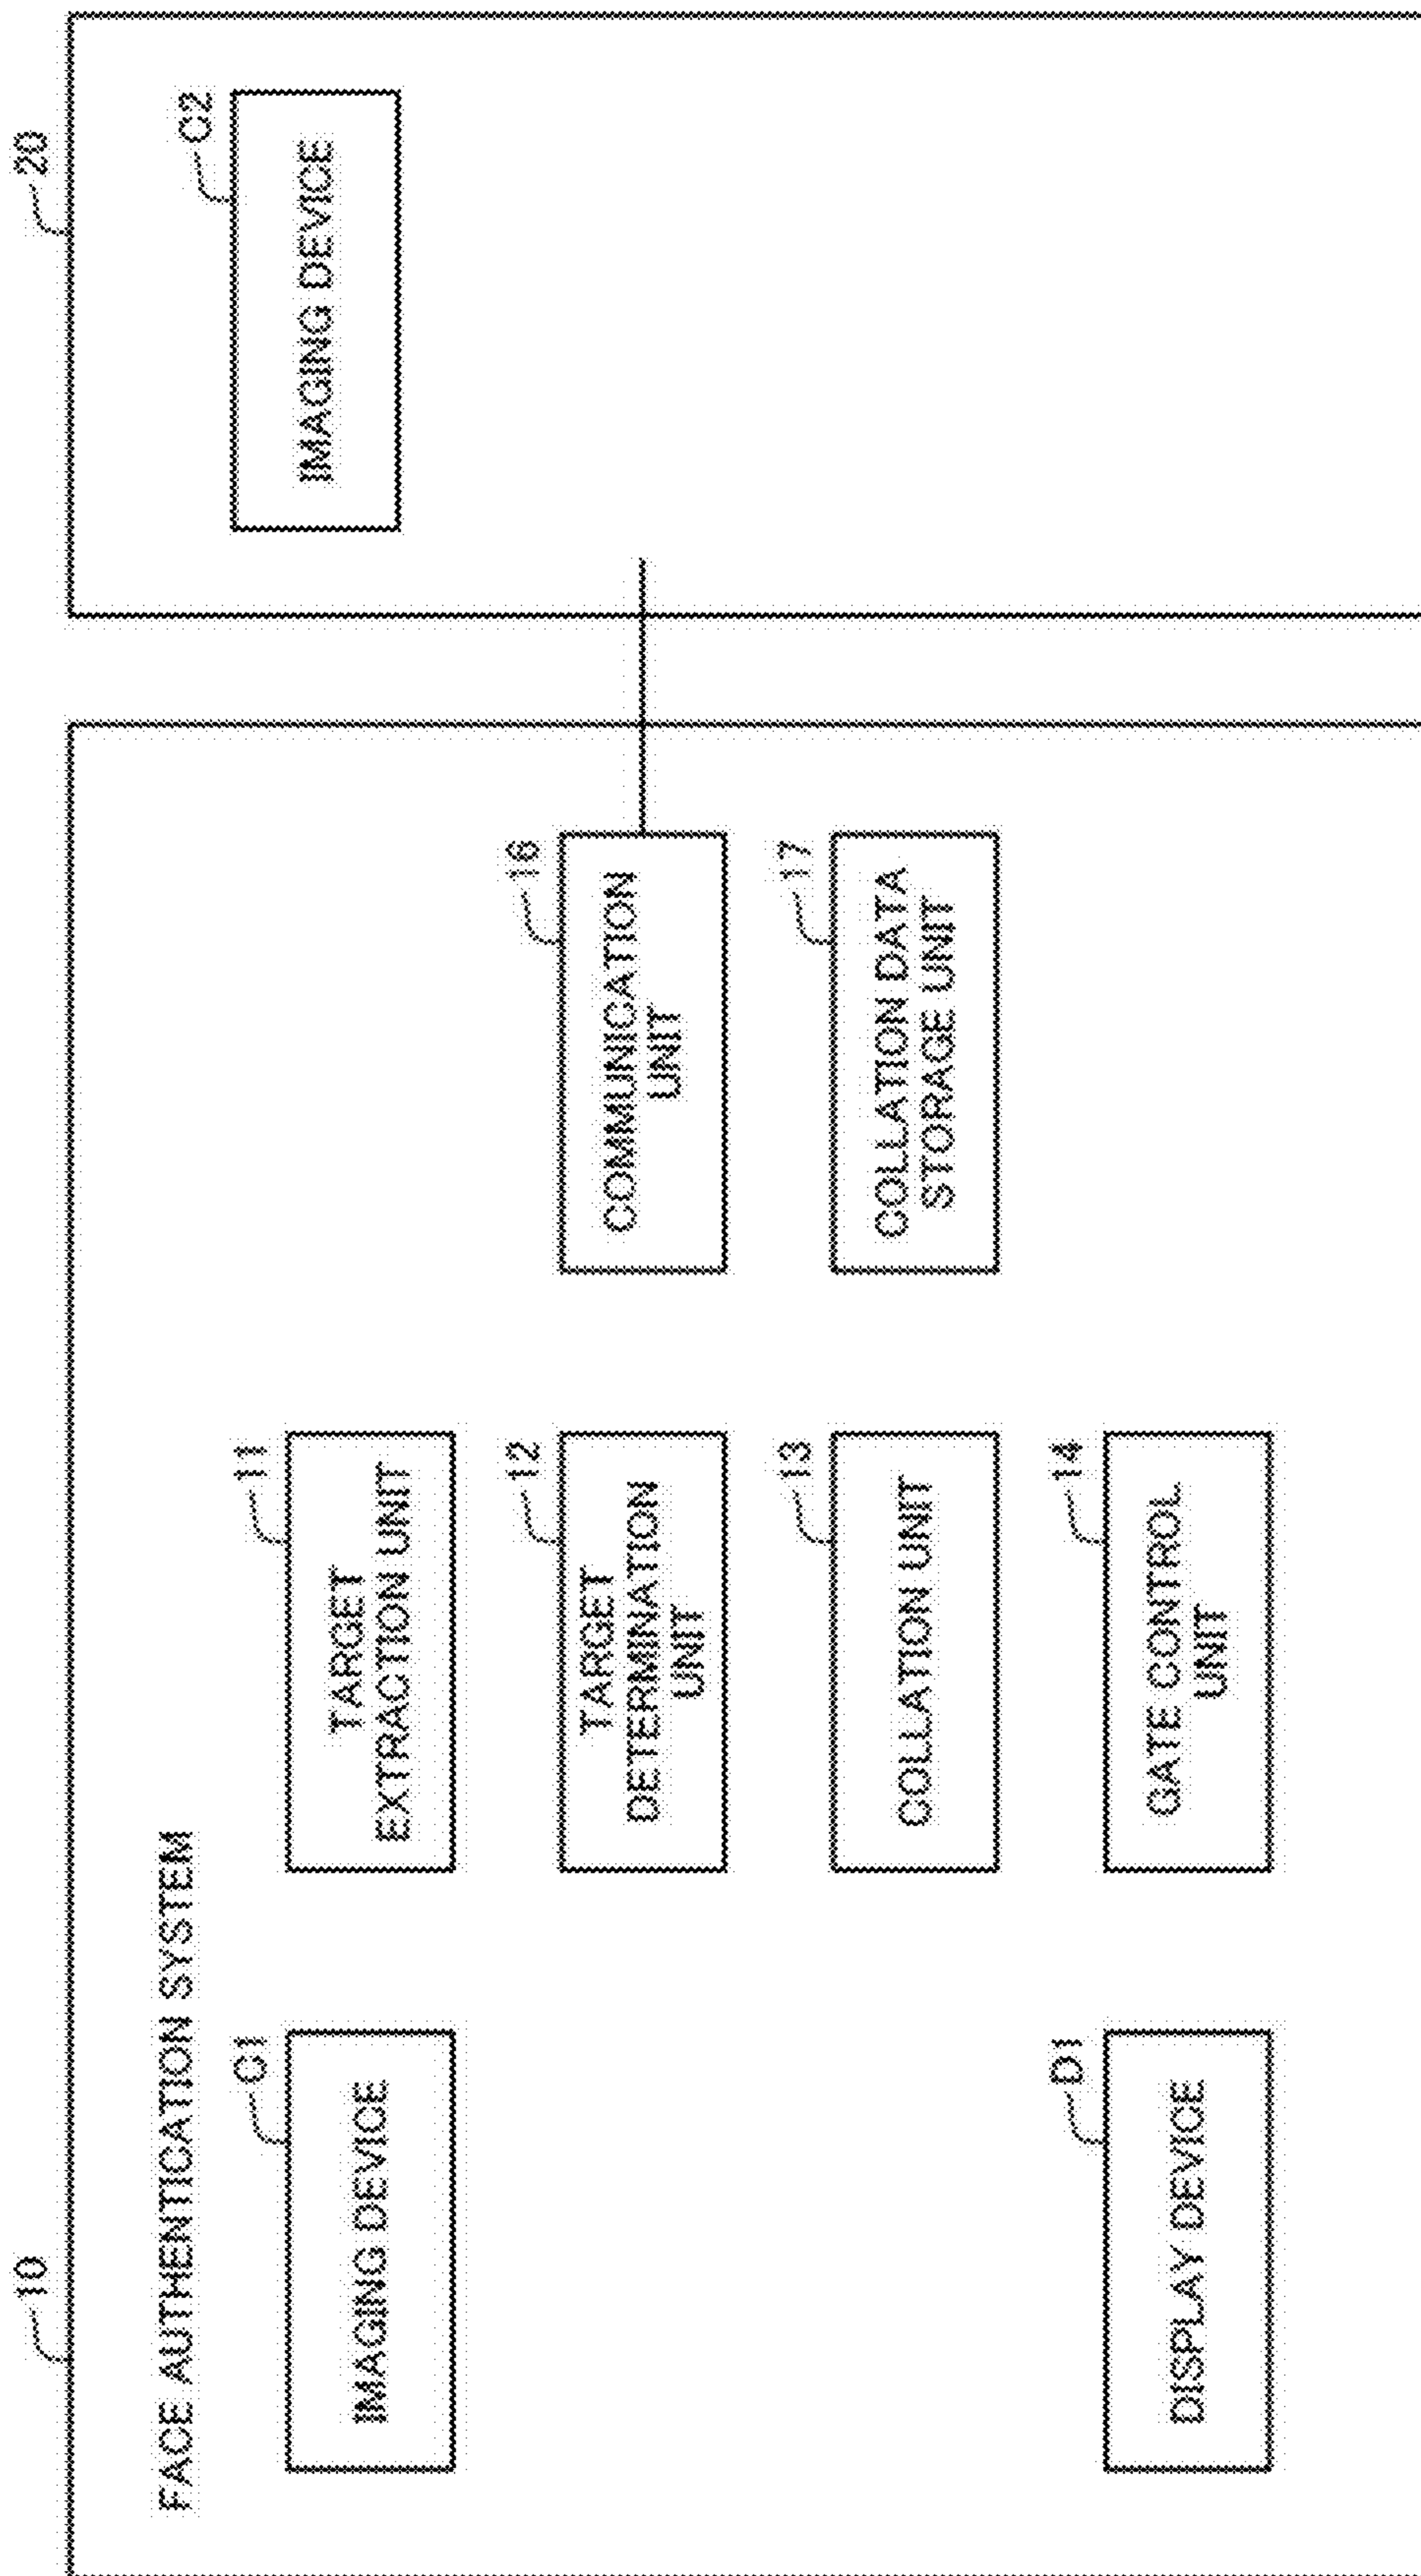 10
FACE AUTHENTICATION SYSTEM
C1
IMAGING DEVICE
D1
DISPLAY DEVICE
11
TARGET
EXTRACTION UNIT
12
TARGET
DETERMINATION
UNIT
13
COLLATION UNIT
14
GATE CONTROL
UNIT
16
COMMUNICATION
UNIT
17
COLLATION DATA
STORAGE UNIT
20
C2
IMAGING DEVICE